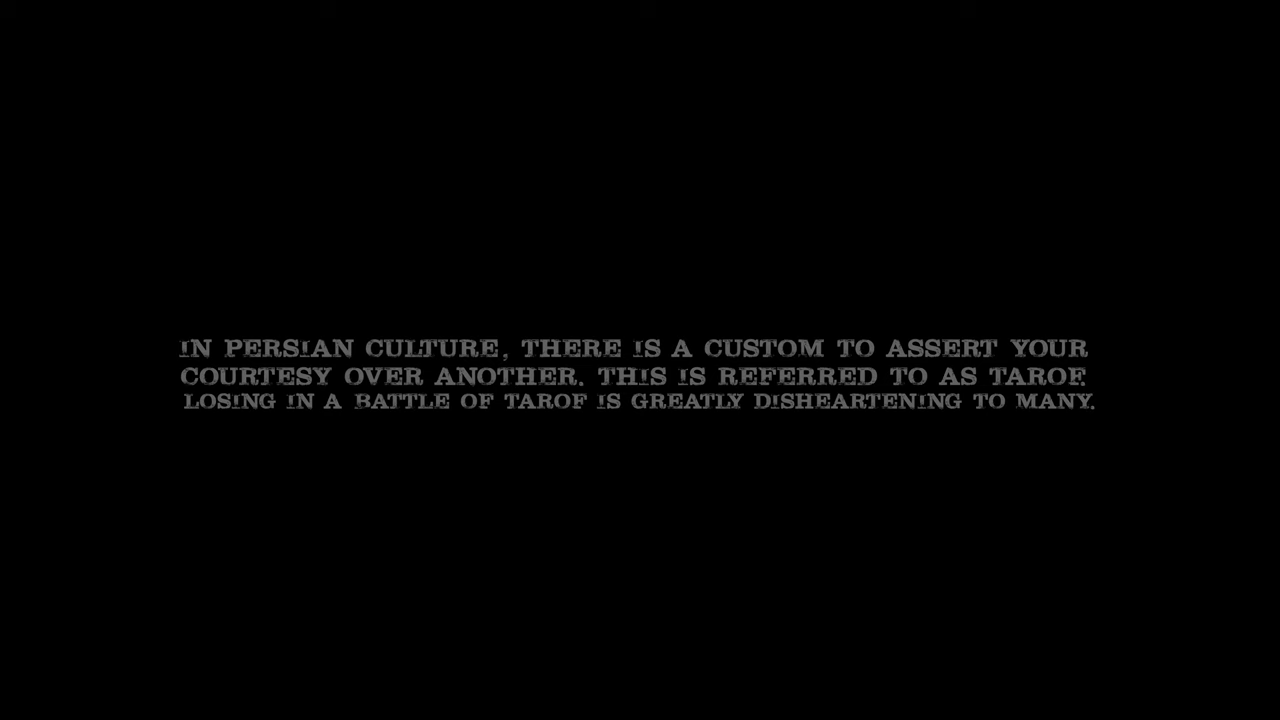 IN PERSIAN CULTURE, THERE IS A CUSTOM TO ASSERT YOUR
COURTESY OVER ANOTHER. THIS IS REFERRED TO AS TAROF.
LOSING IN A BATTLE OF TAROF IS GREATLY DISHEARTENING TO MANY.